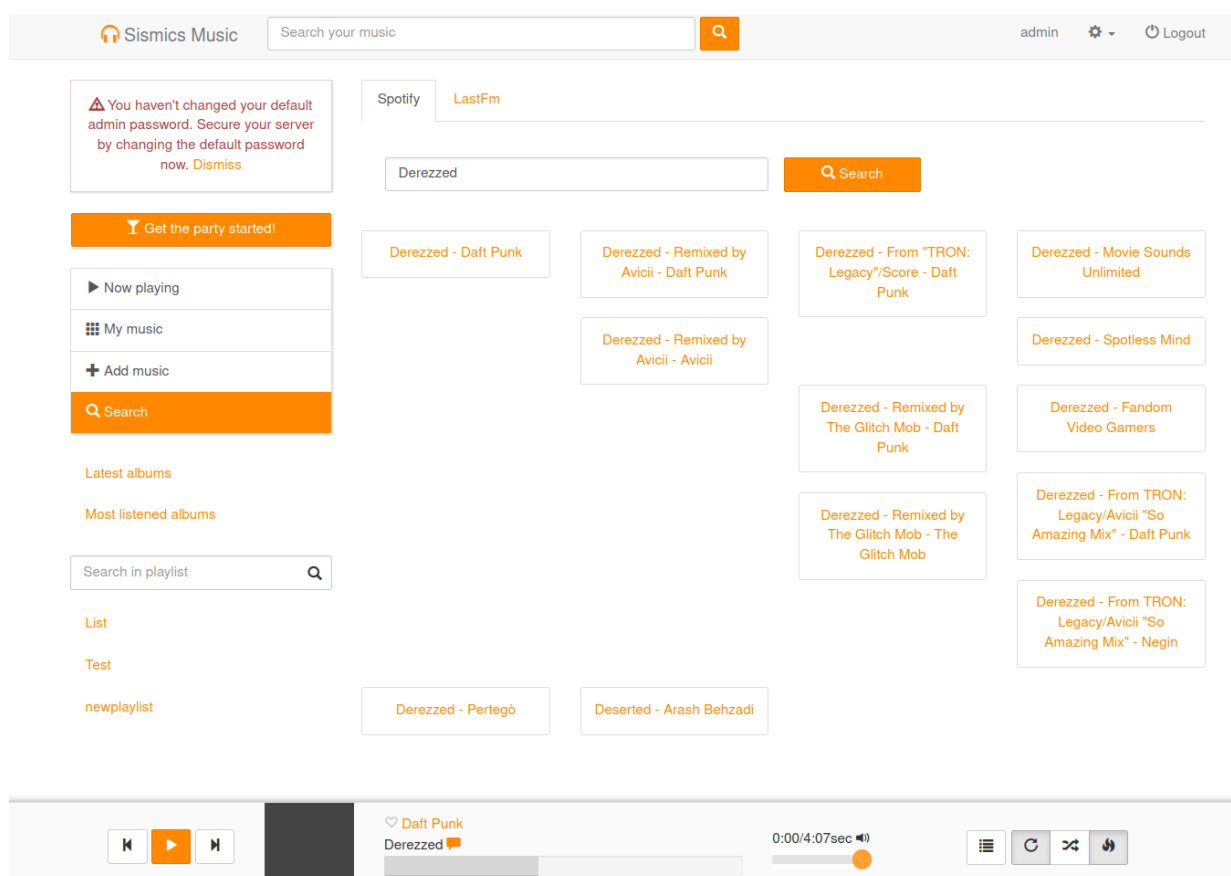 Sismics Music
Search your music
admin
Logout
You haven't changed your default
admin password. Secure your server
by changing the default password
now. Dismiss
Get the party started!
Now playing
My music
Add music
Search
Latest albums
Most listened albums
Search in playlist
List
Test
newplaylist
Spotify
LastFm
Derezzed
Search
Derezzed - Daft Punk
Derezzed - Remixed by
Avicii - Daft Punk
Derezzed - From "TRON:
Legacy"/Score - Daft
Punk
Derezzed - Movie Sounds
Unlimited
Derezzed - Remixed by
Avicii - Avicii
Derezzed - Spotless Mind
Derezzed - Remixed by
The Glitch Mob - Daft
Punk
Derezzed - Fandom
Video Gamers
Derezzed - From TRON:
Legacy/Avicii "So
Amazing Mix" - Daft Punk
Derezzed - Remixed by
The Glitch Mob - The
Glitch Mob
Derezzed - From TRON:
Legacy/Avicii "So
Amazing Mix" - Negin
Derezzed - Pertegò
Deserted - Arash Behzadi
Daft Punk
Derezzed
0:00/4:07sec